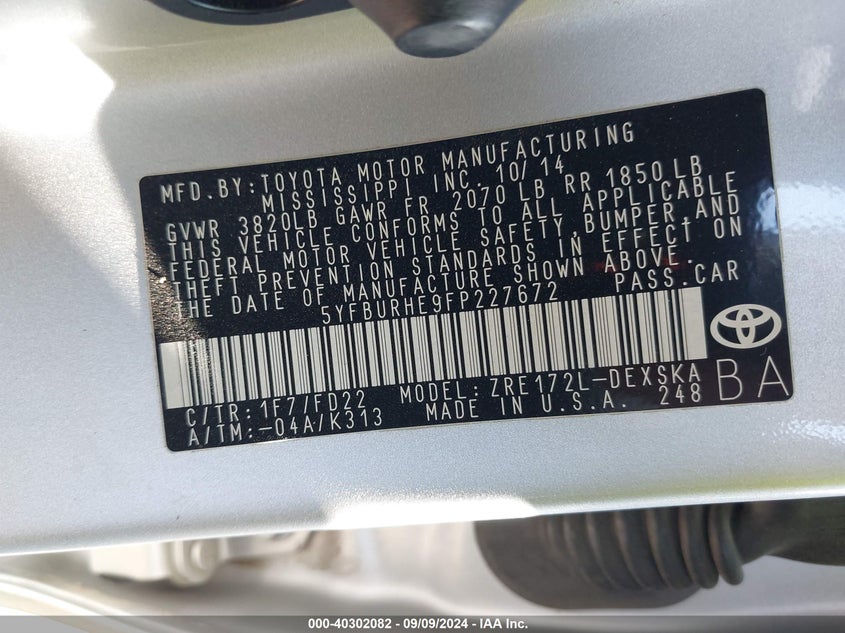 MFD. BY: TOYOTA MOTOR MANUFACTURING
MISSISSIPPI INC. 10/14
GVWR 3820LB GAWR FR 2070 LB RR 1850 LB
THIS VEHICLE CONFORMS TO ALL APPLICABLE
FEDERAL MOTOR VEHICLE SAFETY, BUMPER, AND
THEFT PREVENTION STANDARDS IN EFFECT ON
THE DATE OF MANUFACTURE SHOWN ABOVE.
5YFBURHE9FP227672 PASS. CAR
C/TR: 1F7/FD22 MODEL: ZRE172L-DEXSKA
A/TM:-04A/K313 MADE IN U.S.A. 248
BA
000-40302082 - 09/09/2024 - IAA Inc.